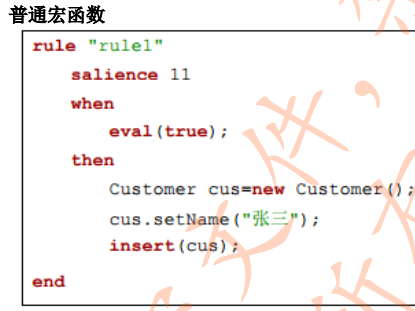 普通宏函数
rule "rule1"
salience 11
when
eval(true);
then
Customer cus=new Customer();
cus.setName("张三");
insert(cus);
end